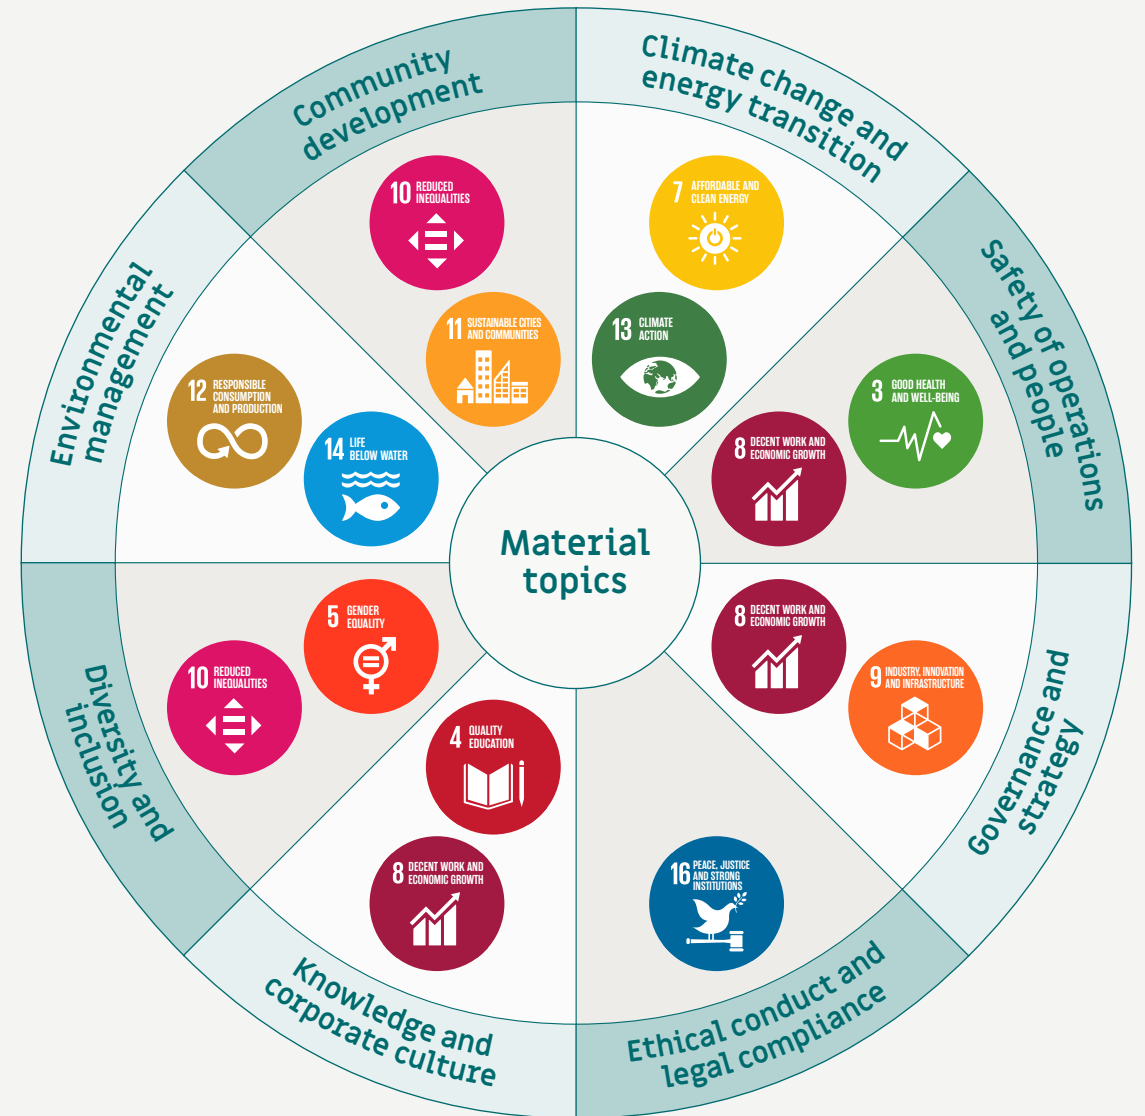 Community
development
10 REDUCED
INEQUALITIES
11 SUSTAINABLE CITIES
AND COMMUNITIES
Climate change and
energy transition
7 AFFORDABLE AND
CLEAN ENERGY
13 CLIMATE
ACTION
Safety of operations
and people
3 GOOD HEALTH
AND WELL-BEING
8 DECENT WORK AND
ECONOMIC GROWTH
Governance and
strategy
8 DECENT WORK AND
ECONOMIC GROWTH
9 INDUSTRY, INNOVATION
AND INFRASTRUCTURE
Ethical conduct and
legal compliance
16 PEACE, JUSTICE
AND STRONG
INSTITUTIONS
Knowledge and
corporate culture
4 QUALITY
EDUCATION
8 DECENT WORK AND
ECONOMIC GROWTH
Diversity and
inclusion
5 GENDER
EQUALITY
10 REDUCED
INEQUALITIES
Environmental
management
12 RESPONSIBLE
CONSUMPTION
AND PRODUCTION
14 LIFE
BELOW WATER
Material
topics